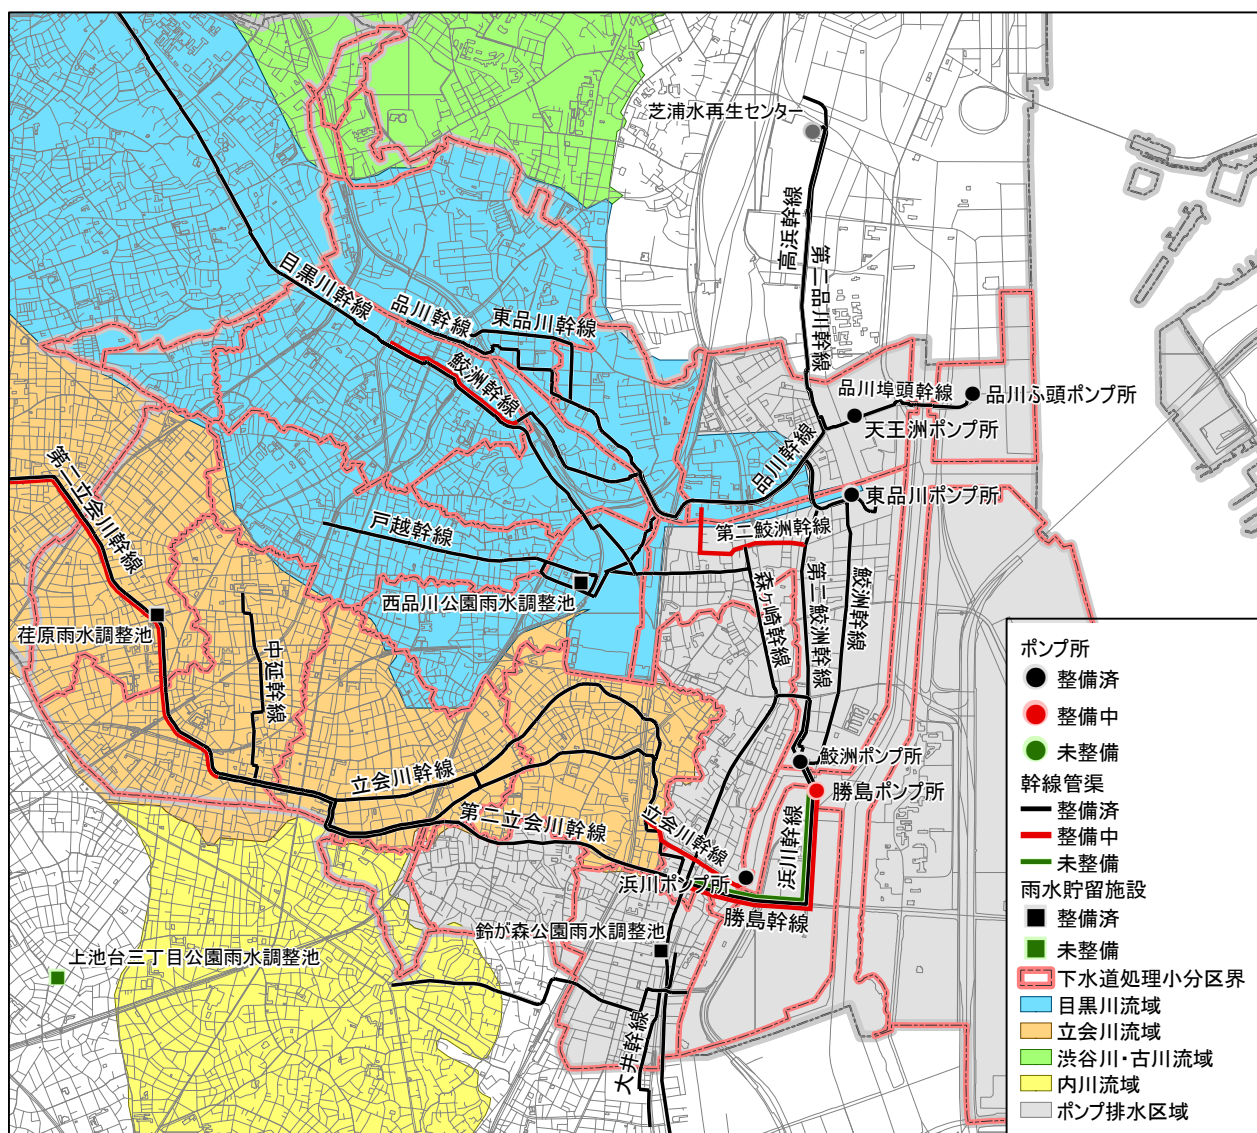 芝浦水再生センター
高浜幹線
第二品川幹線
目黒川幹線
品川幹線
東品川幹線
鮫洲幹線
品川埠頭幹線
品川ふ頭ポンプ所
天王洲ポンプ所
品川幹線
東品川ポンプ所
第二立会川幹線
戸越幹線
第二鮫洲幹線
西品川公園雨水調整池
森ヶ崎幹線
第二鮫洲幹線
鮫洲幹線
荏原雨水調整池
中延幹線
鮫洲ポンプ所
立会川幹線
勝島ポンプ所
第二立会川幹線
立会川幹線
浜川幹線
浜川ポンプ所
勝島幹線
鈴が森公園雨水調整池
上池台三丁目公園雨水調整池
大井幹線
ポンプ所
整備済
整備中
未整備
幹線管渠
整備済
整備中
未整備
雨水貯留施設
整備済
未整備
下水道処理小分区界
目黒川流域
立会川流域
渋谷川・古川流域
内川流域
ポンプ排水区域